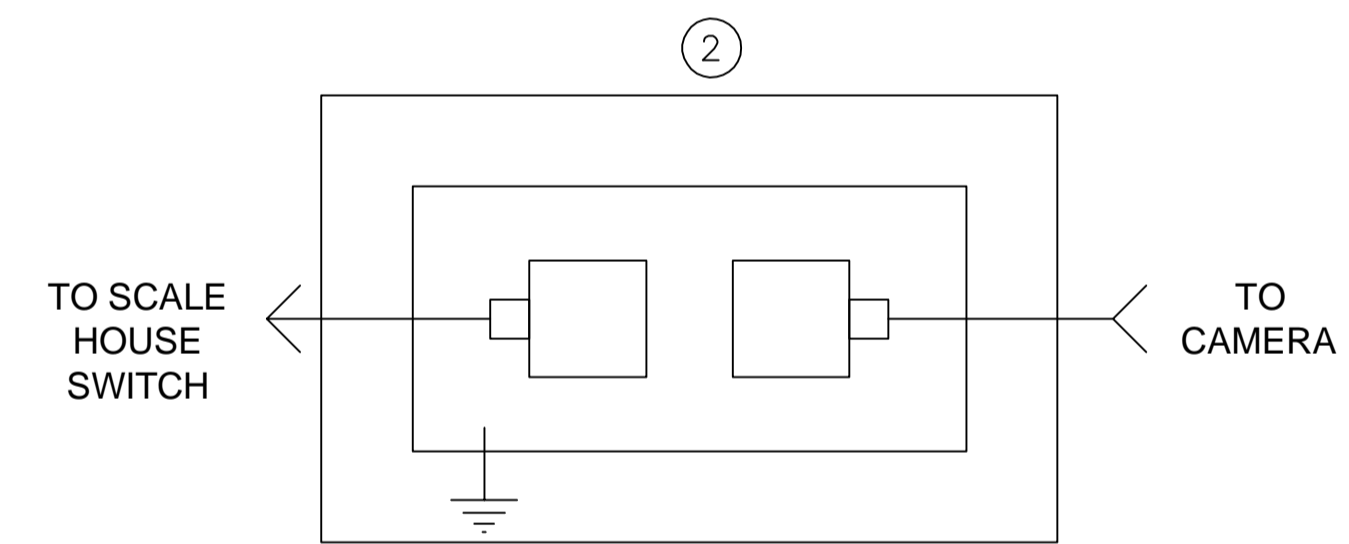 2
TO SCALE
HOUSE
SWITCH
TO
CAMERA